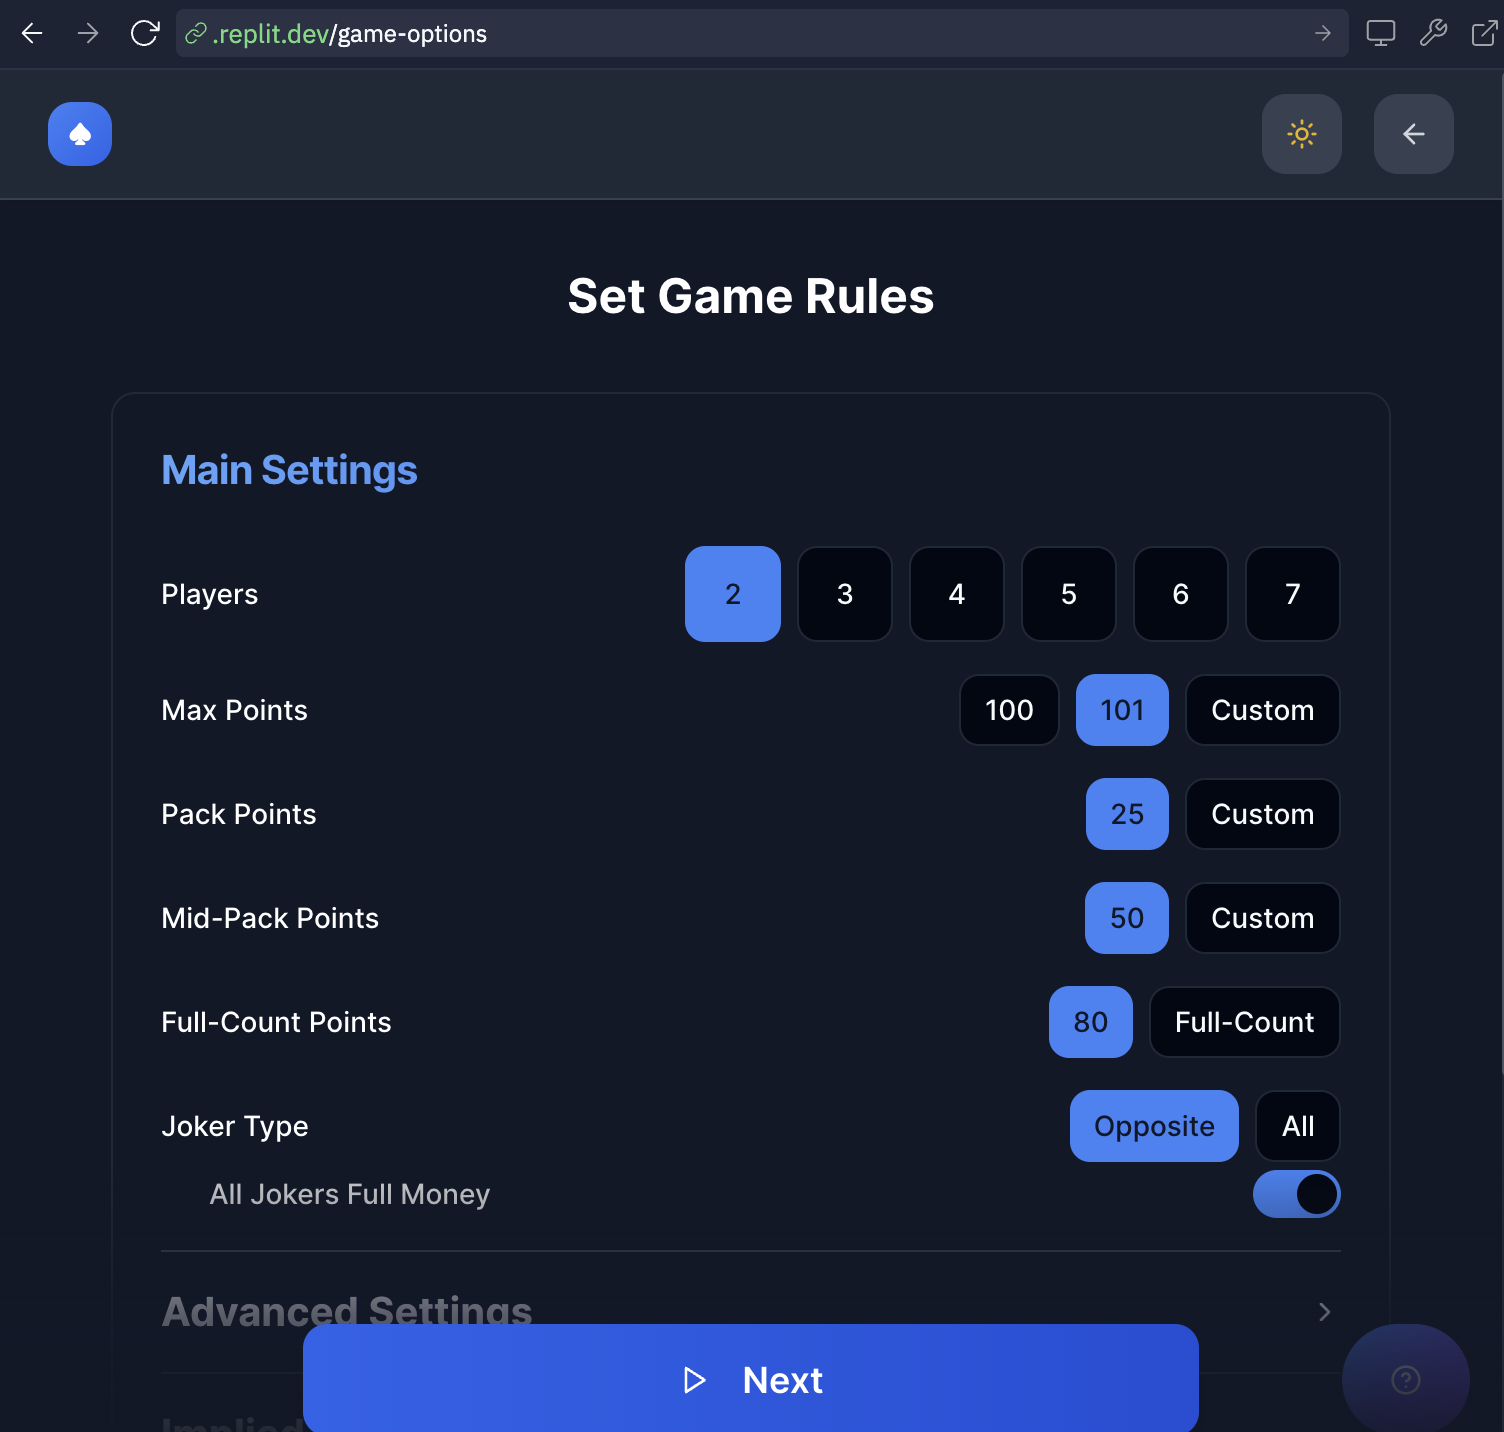 .replit.dev/game-options
Set Game Rules
Main Settings
Players 2 3 4 5 6 7
Max Points 100 101 Custom
Pack Points 25 Custom
Mid-Pack Points 50 Custom
Full-Count Points 80 Full-Count
Joker Type Opposite All
All Jokers Full Money
Advanced Settings
Next
Implied